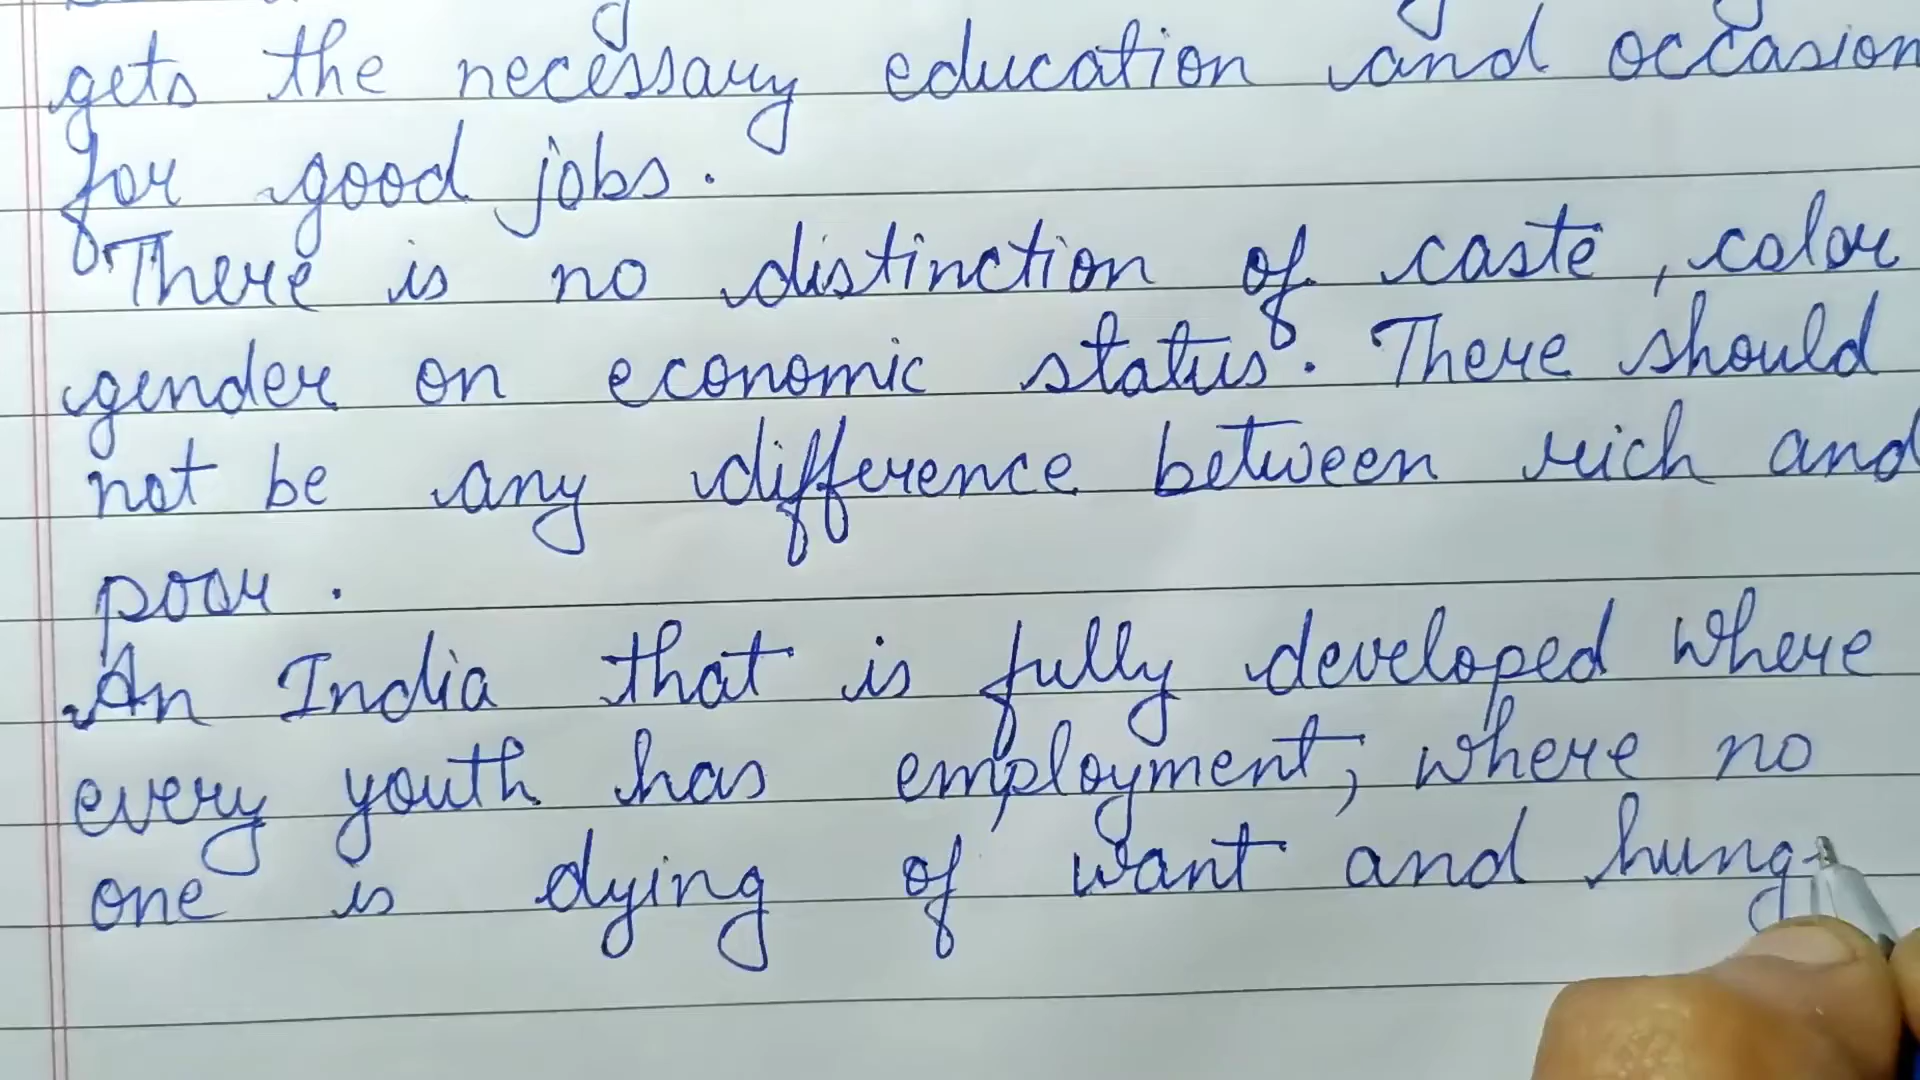 gets the necessary education and occasion
for good jobs.
There is no distinction of caste, color
gender on economic status. There should
not be any difference between rich and
poor.
An India that is fully developed where
every youth has employment, where no
one is dying of want and hung